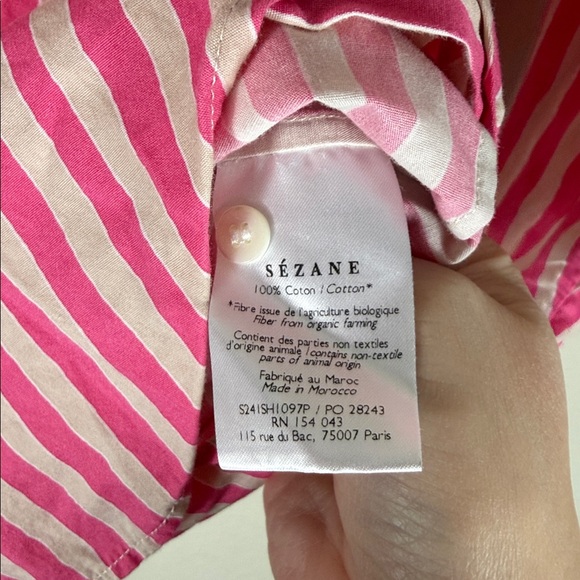 SÉZANE
100% Coton / Cotton*
*Fibre issue de l'agriculture biologique
Fiber from organic farming
Contient des parties non textiles
d'origine animale / contains non-textile
parts of animal origin
Fabriqué au Maroc
Made in Morocco
S241SH1097P / PO 28243
RN 154 043
115 rue du Bac, 75007 Paris